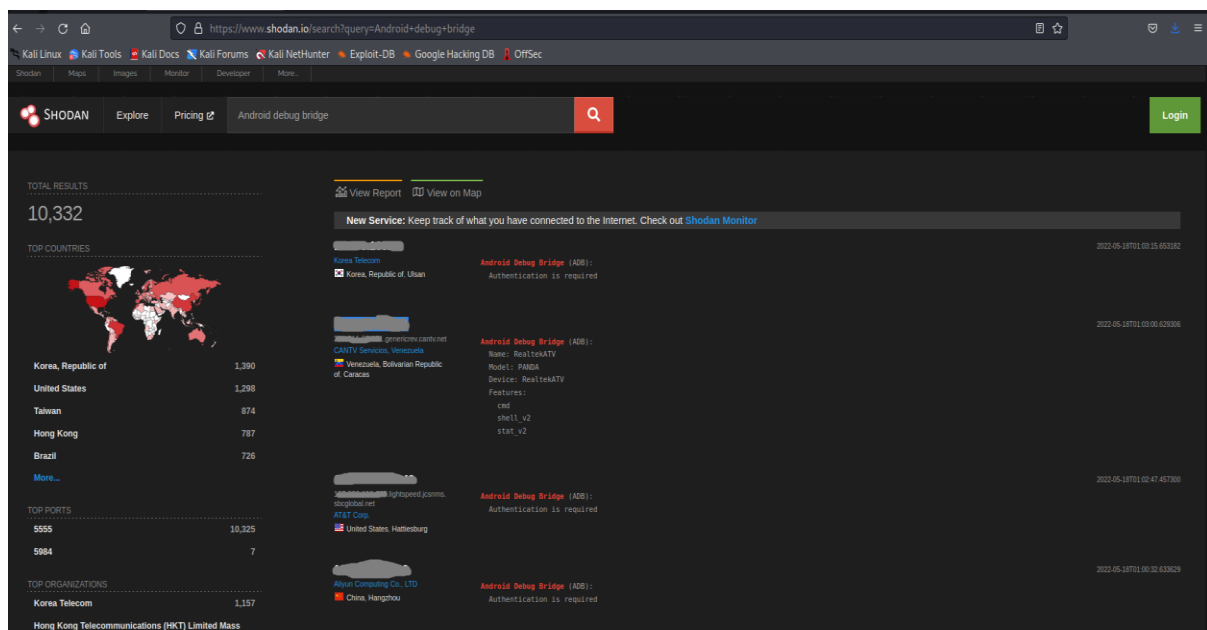 https://www.shodan.io/search?query=Android+debug+bridge
Kali Linux Kali Tools Kali Docs Kali Forums Kali NetHunter Exploit-DB Google Hacking DB OffSec
Shodan Maps Images Monitor Developer More...
SHODAN Explore Pricing Android debug bridge Login
TOTAL RESULTS
10,332
TOP COUNTRIES
Korea, Republic of 1,390
United States 1,298
Taiwan 874
Hong Kong 787
Brazil 726
More...
TOP PORTS
5555 10,325
5984 7
TOP ORGANIZATIONS
Korea Telecom 1,157
Hong Kong Telecommunications (HKT) Limited Mass
View Report View on Map
New Service: Keep track of what you have connected to the Internet. Check out Shodan Monitor
2022-05-18T01:03:15.653182
Korea Telecom
Korea, Republic of, Ulsan
Android Debug Bridge (ADB):
Authentication is required
2022-05-18T01:03:00.629306
.genericrev.cantv.net
CANTV Servicios, Venezuela
Venezuela, Bolivarian Republic
of, Caracas
Android Debug Bridge (ADB):
Name: RealtekATV
Model: PANDA
Device: RealtekATV
Features:
cmd
shell_v2
stat_v2
2022-05-18T01:02:47.457300
.lightspeed.jcsnms.
sbcglobal.net
AT&T Corp.
United States, Hattiesburg
Android Debug Bridge (ADB):
Authentication is required
2022-05-18T01:00:32.633629
Aliyun Computing Co., LTD
China, Hangzhou
Android Debug Bridge (ADB):
Authentication is required